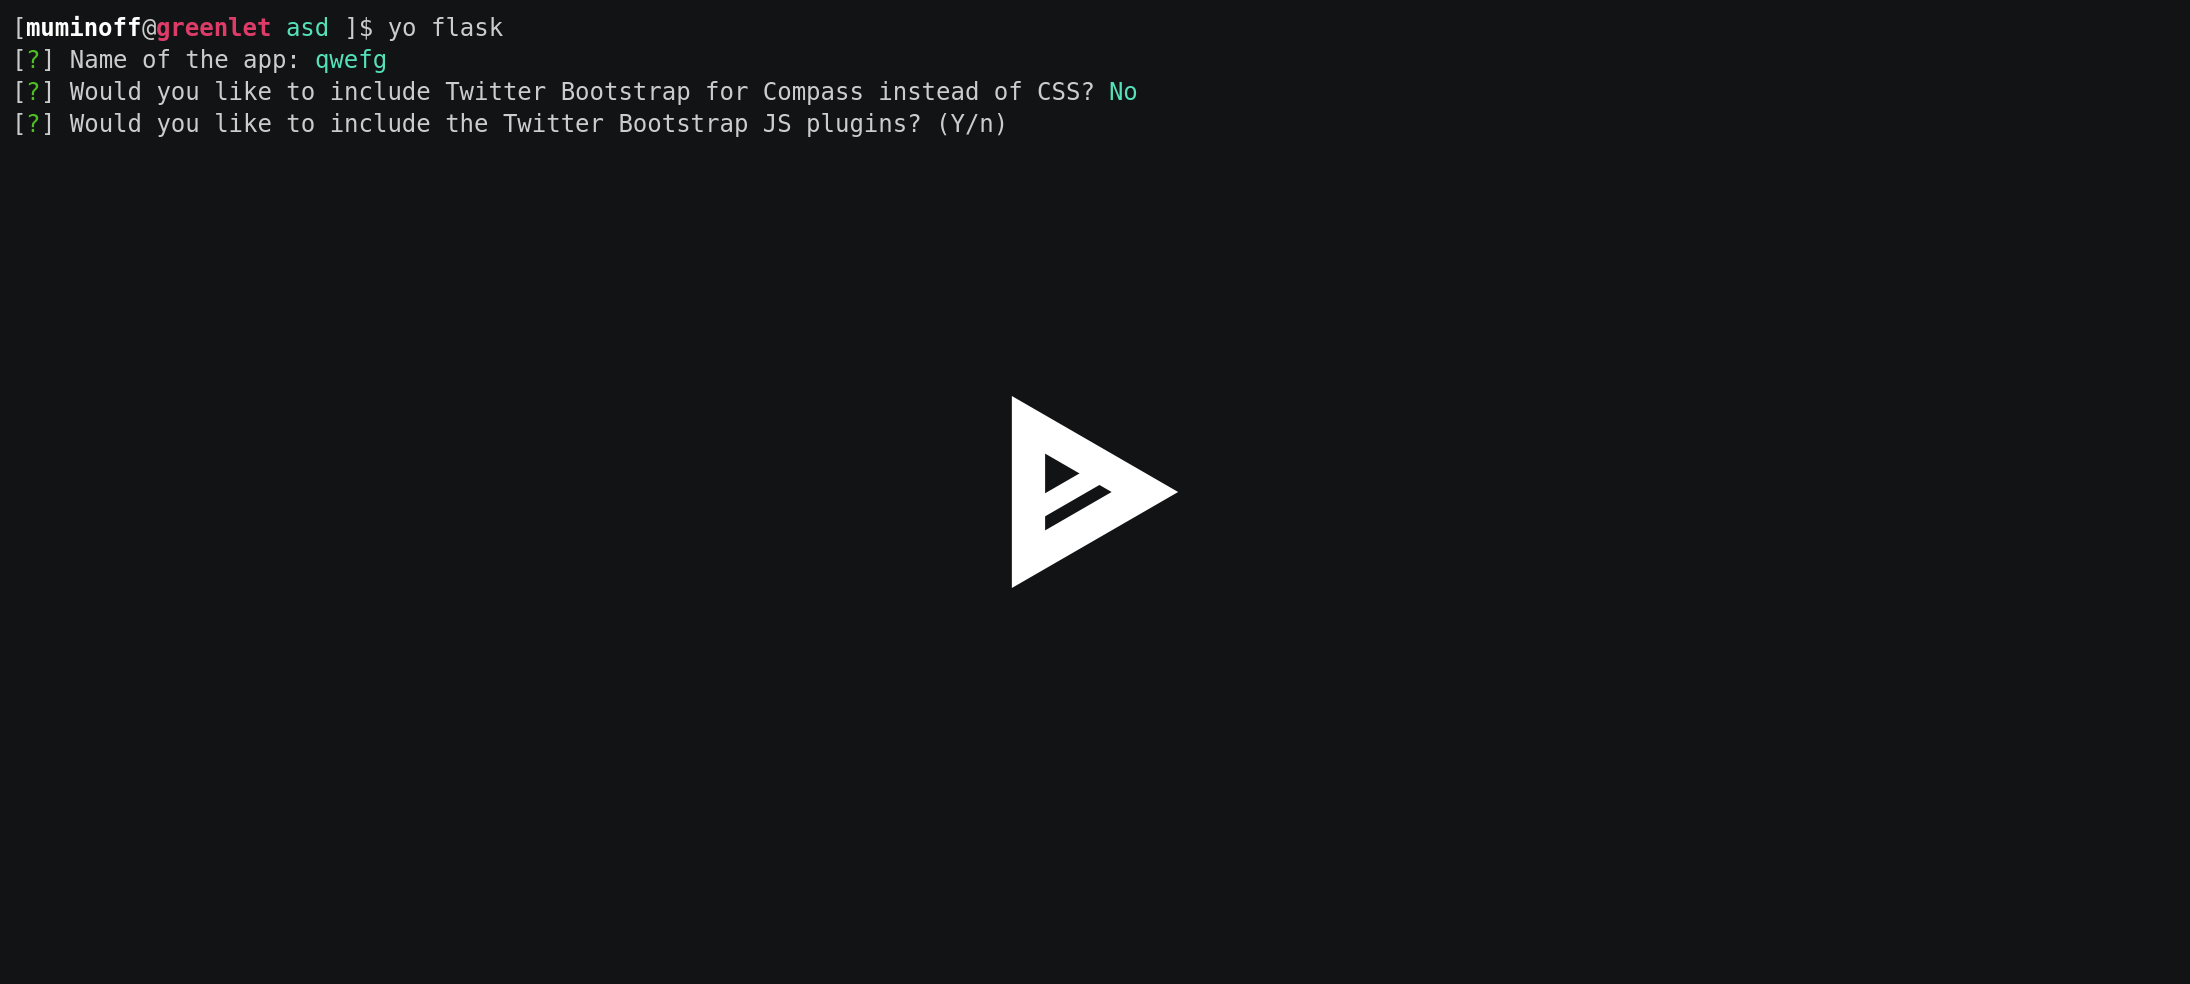 [muminoff@greenlet asd ]$ yo flask
[?] Name of the app: qwefg
[?] Would you like to include Twitter Bootstrap for Compass instead of CSS? No
[?] Would you like to include the Twitter Bootstrap JS plugins? (Y/n)